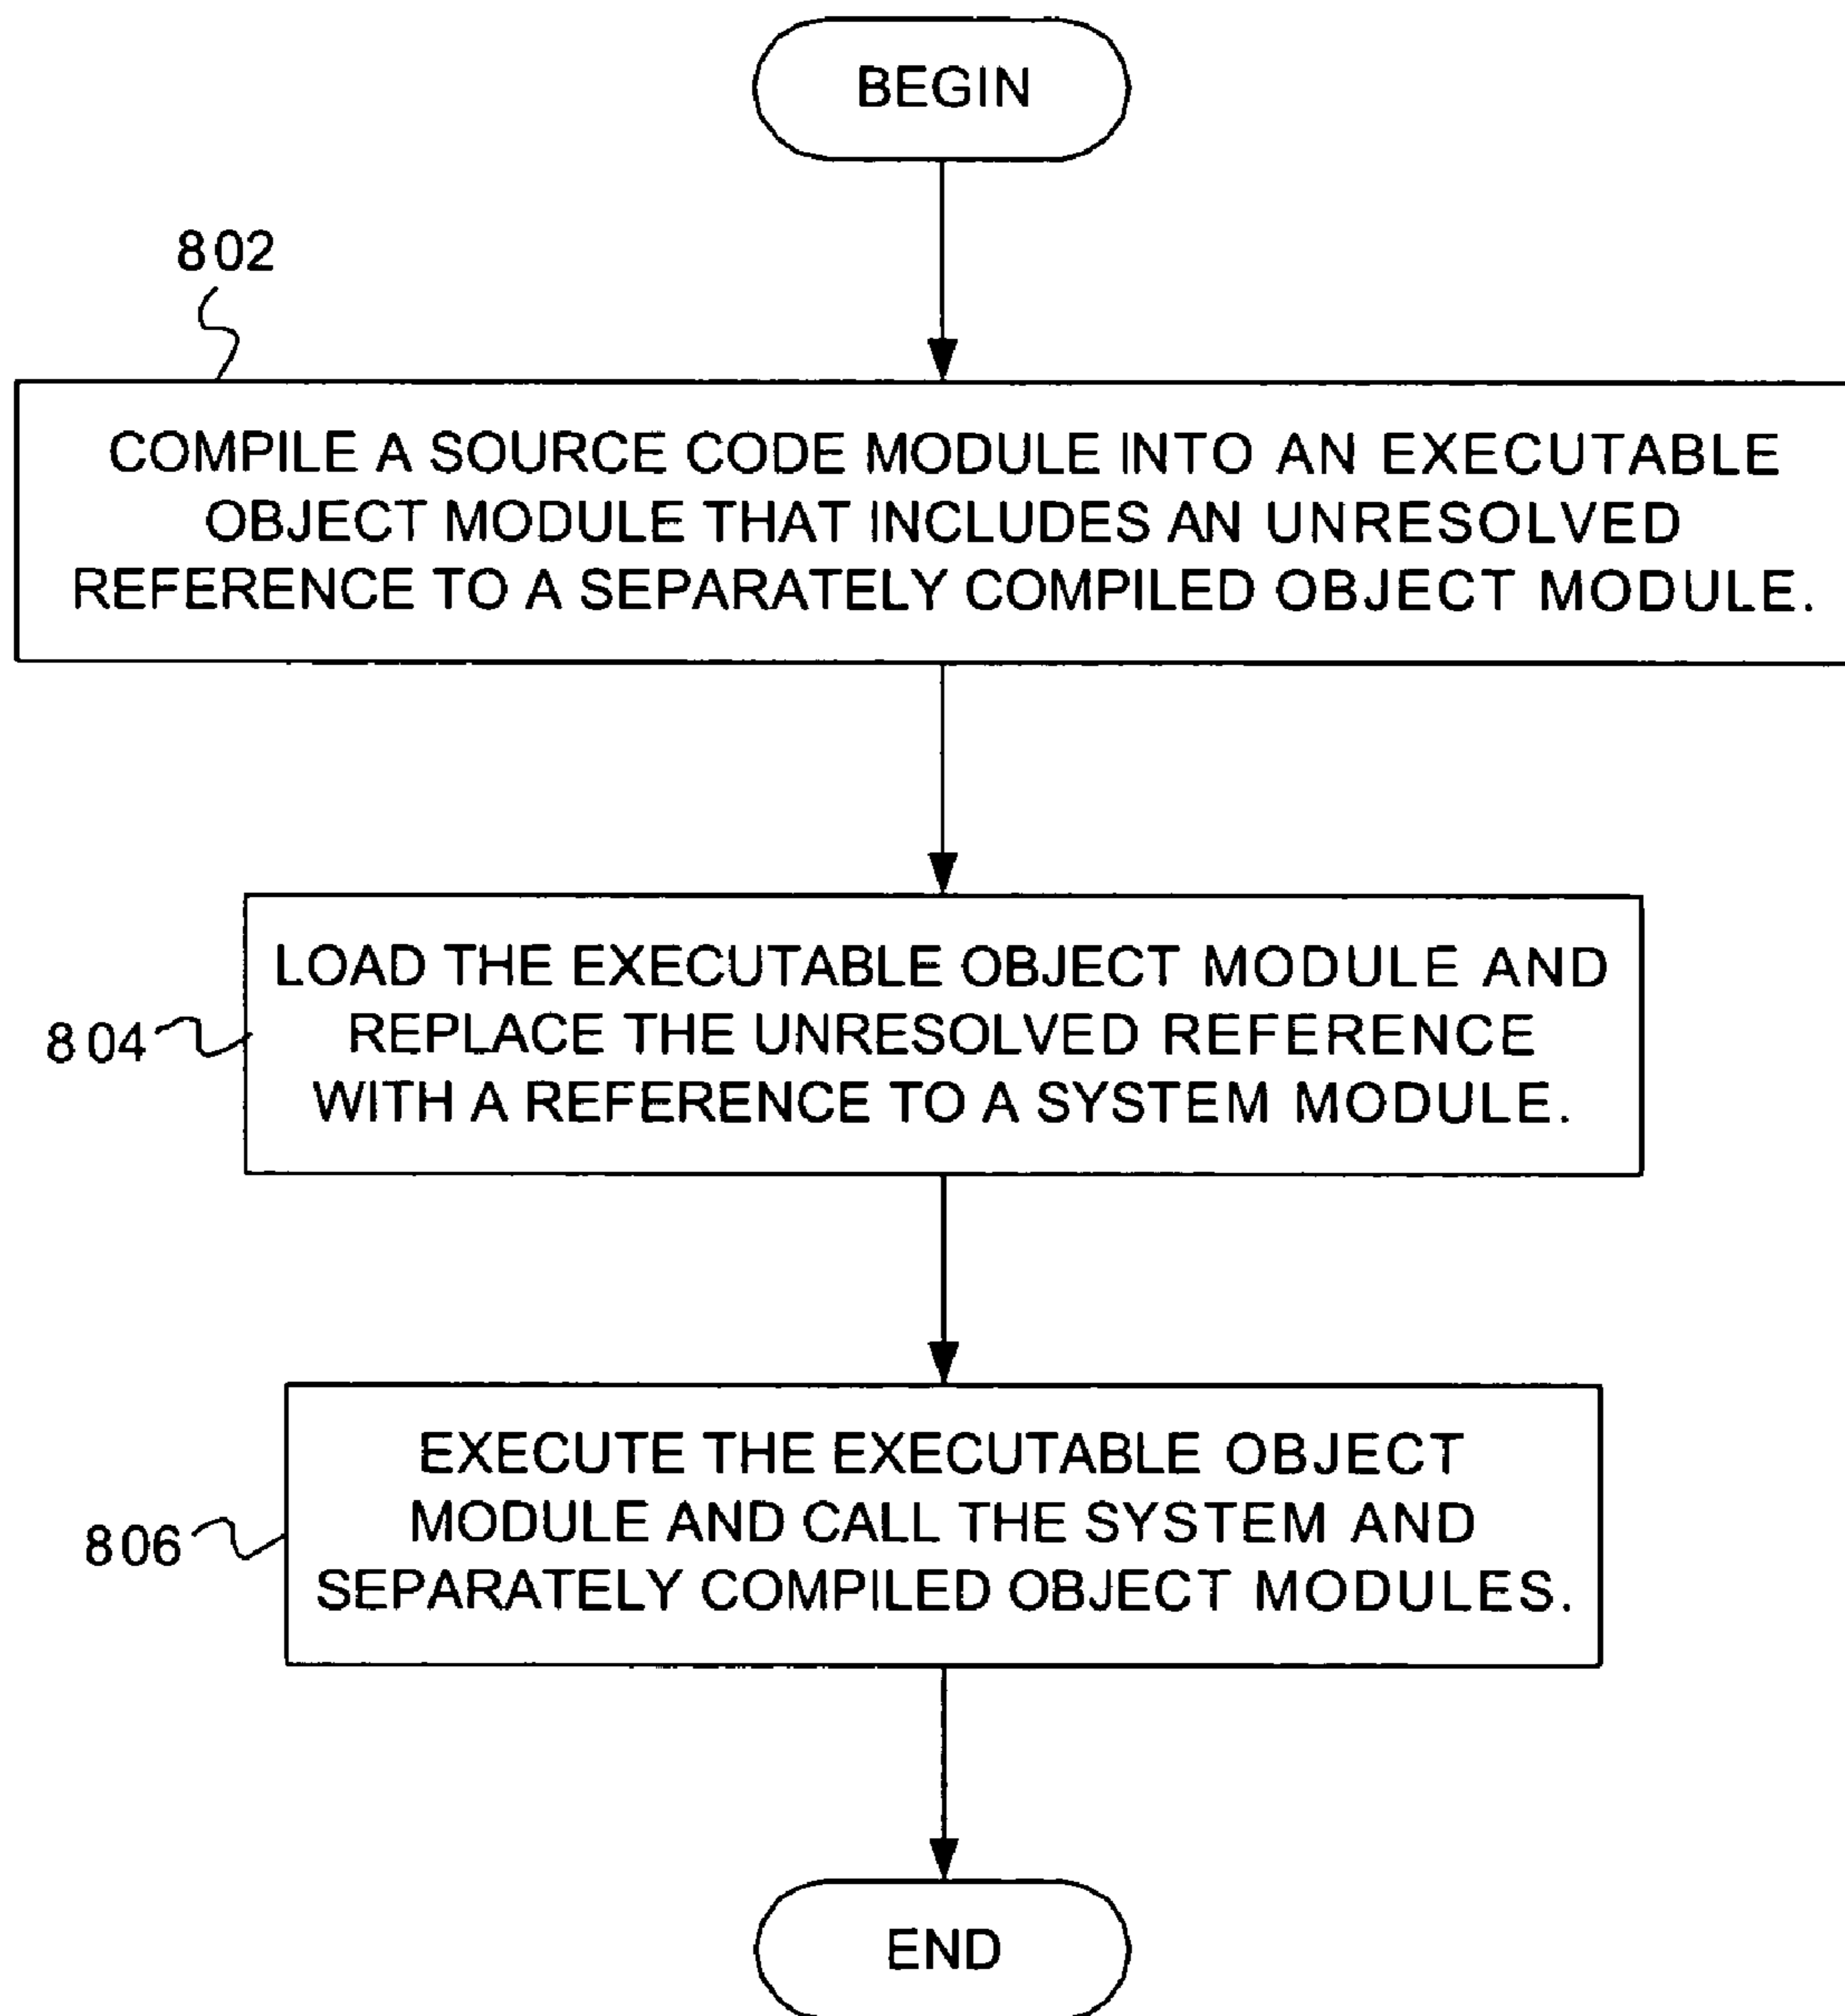 BEGIN
802
COMPILE A SOURCE CODE MODULE INTO AN EXECUTABLE
OBJECT MODULE THAT INCLUDES AN UNRESOLVED
REFERENCE TO A SEPARATELY COMPILED OBJECT MODULE.
804
LOAD THE EXECUTABLE OBJECT MODULE AND
REPLACE THE UNRESOLVED REFERENCE
WITH A REFERENCE TO A SYSTEM MODULE.
806
EXECUTE THE EXECUTABLE OBJECT
MODULE AND CALL THE SYSTEM AND
SEPARATELY COMPILED OBJECT MODULES.
END